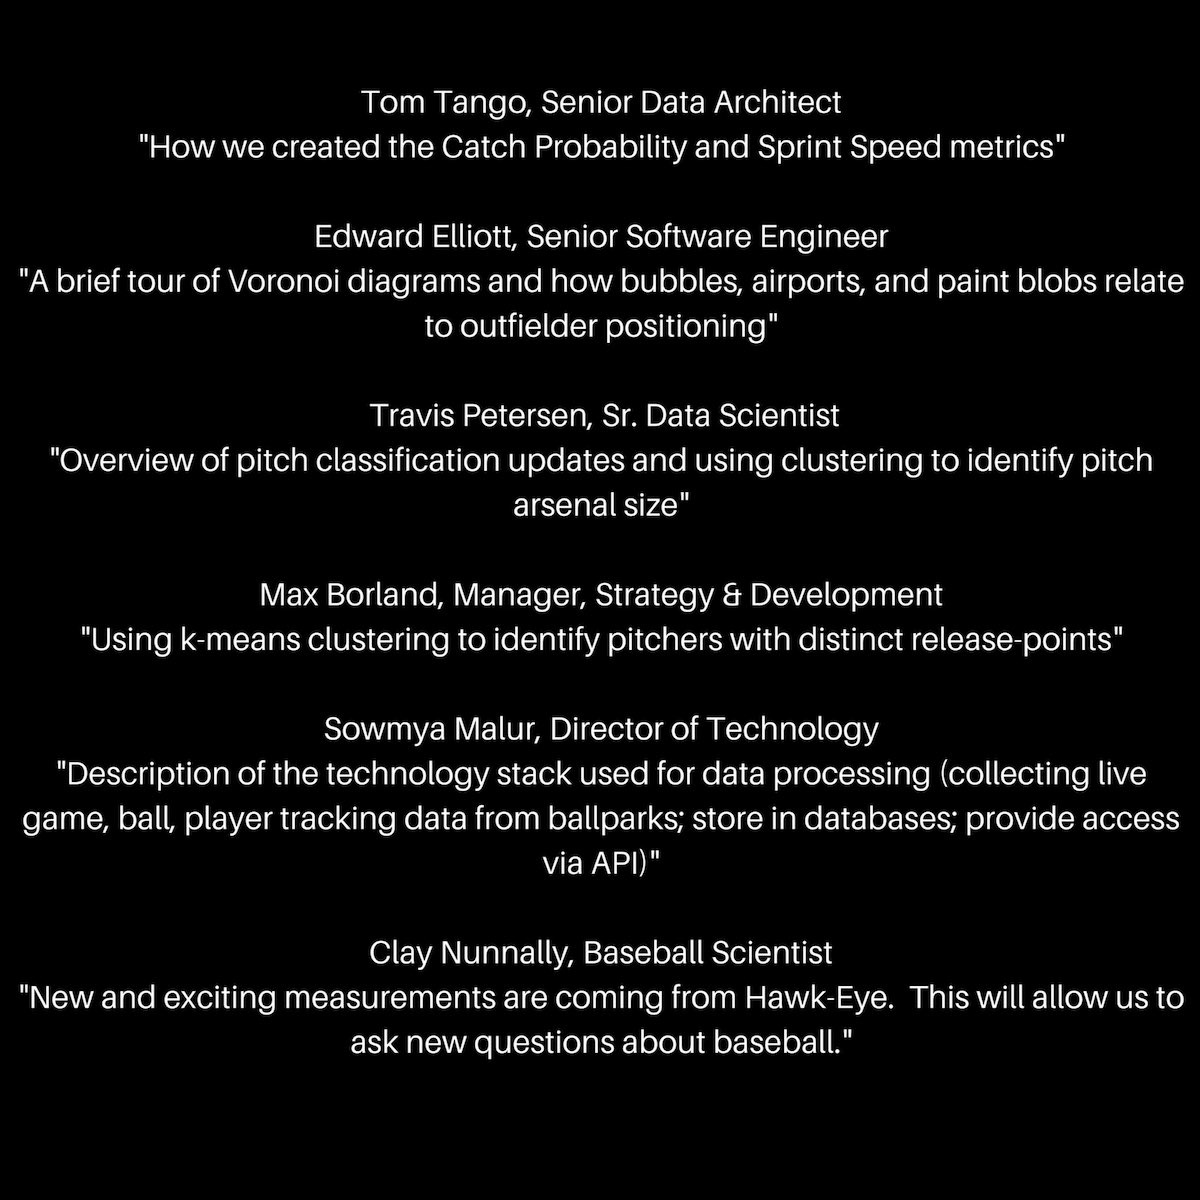 Tom Tango, Senior Data Architect
"How we created the Catch Probability and Sprint Speed metrics"
Edward Elliott, Senior Software Engineer
"A brief tour of Voronoi diagrams and how bubbles, airports, and paint blobs relate
to outfielder positioning"
Travis Petersen, Sr. Data Scientist
"Overview of pitch classification updates and using clustering to identify pitch
arsenal size"
Max Borland, Manager, Strategy & Development
"Using k-means clustering to identify pitchers with distinct release-points"
Sowmya Malur, Director of Technology
"Description of the technology stack used for data processing (collecting live
game, ball, player tracking data from ballparks; store in databases; provide access
via API)"
Clay Nunnally, Baseball Scientist
"New and exciting measurements are coming from Hawk-Eye.  This will allow us to
ask new questions about baseball."